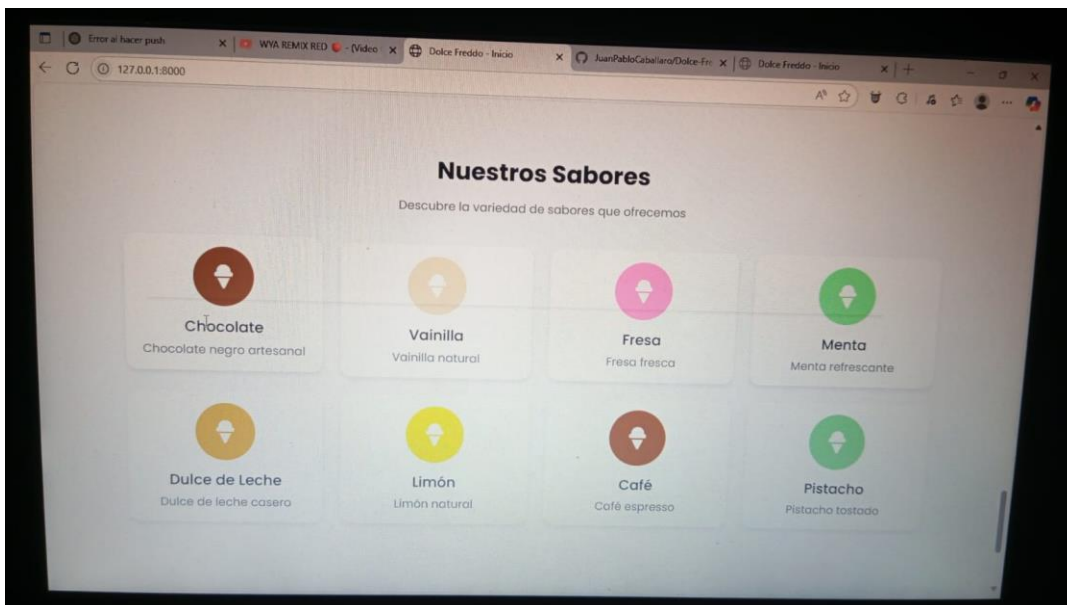 Error al hacer push
WYA REMIX RED - (Video
Dolce Freddo - Inicio
JuanPabloCaballaro/Dolce-Fre
Dolce Freddo - Inicio
127.0.0.1:8000
Nuestros Sabores
Descubre la variedad de sabores que ofrecemos
Chocolate
Chocolate negro artesanal
Vainilla
Vainilla natural
Fresa
Fresa fresca
Menta
Menta refrescante
Dulce de Leche
Dulce de leche casero
Limón
Limón natural
Café
Café espresso
Pistacho
Pistacho tostado